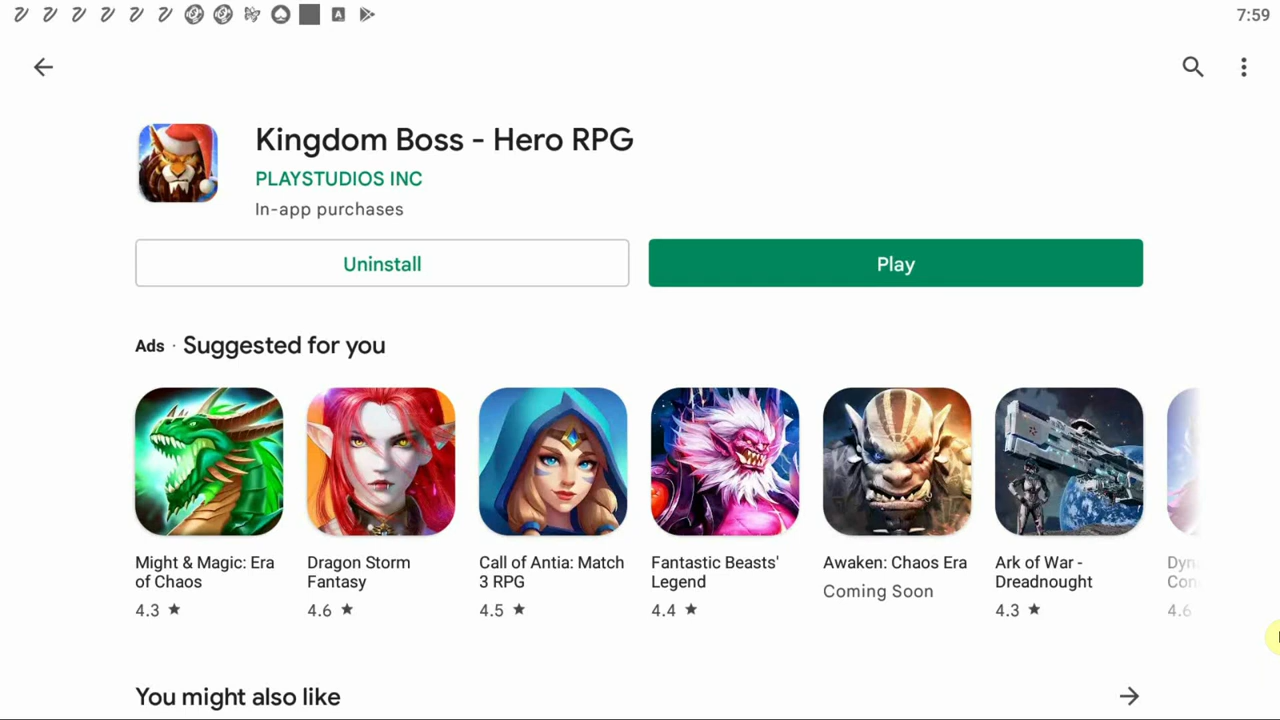 7:59
Kingdom Boss - Hero RPG
PLAYSTUDIOS INC
In-app purchases
Uninstall
Play
Ads · Suggested for you
Might & Magic: Era
of Chaos
4.3 ★
Dragon Storm
Fantasy
4.6 ★
Call of Antia: Match
3 RPG
4.5 ★
Fantastic Beasts'
Legend
4.4 ★
Awaken: Chaos Era
Coming Soon
Ark of War -
Dreadnought
4.3 ★
4.6
You might also like